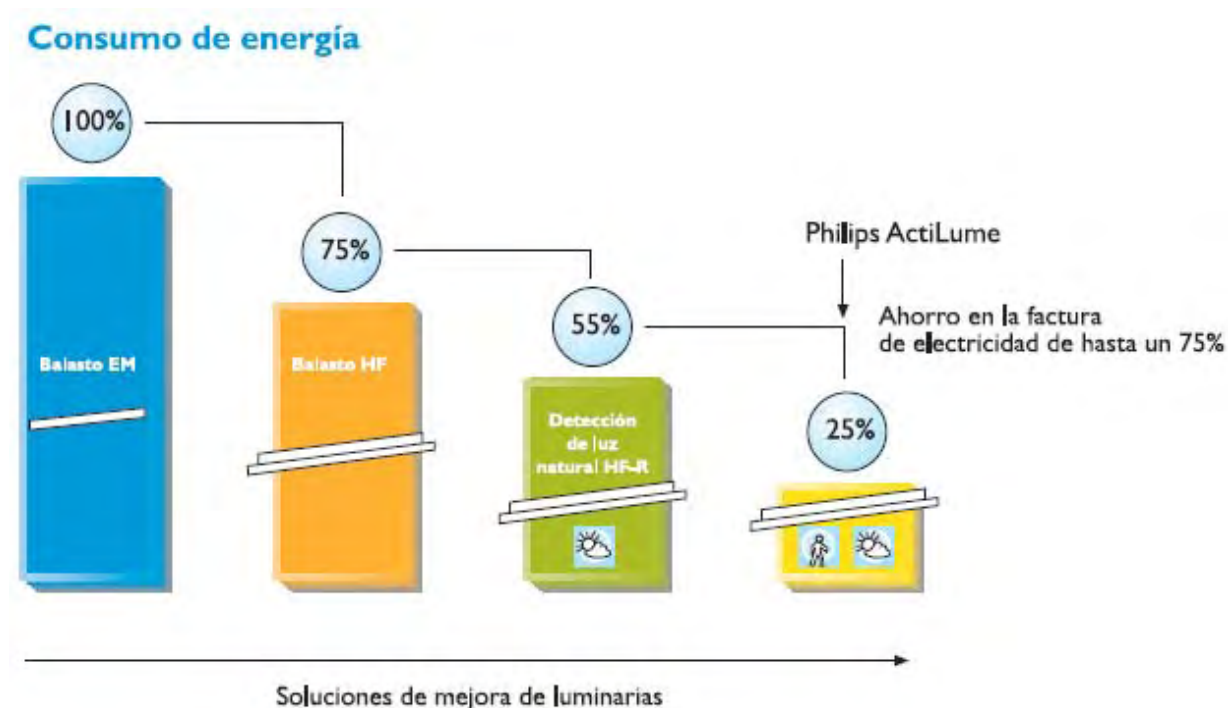 Consumo de energía
100%
75%
55%
25%
Philips ActiLume
Ahorro en la factura
de electricidad de hasta un 75%
Balasto EM
Balasto HF
Detección
de luz
natural HF-R
Soluciones de mejora de luminarias